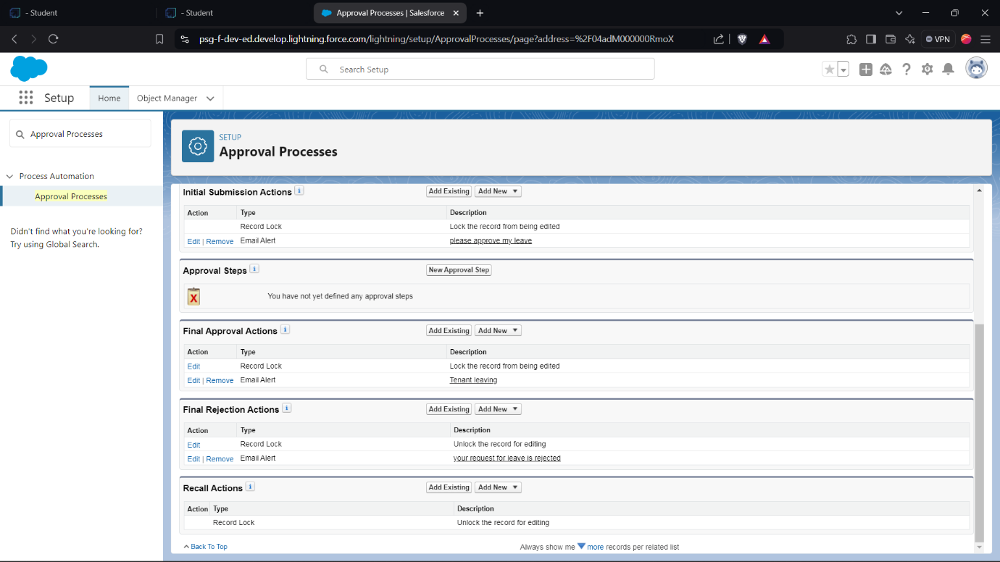 - Student
- Student
Approval Processes | Salesforce
psg-f-dev-ed.develop.lightning.force.com/lightning/setup/ApprovalProcesses/page?address=%2F04adM000000RmoX
VPN
Search Setup
Setup
Home
Object Manager
Approval Processes
Process Automation
Approval Processes
Didn't find what you're looking for?
Try using Global Search.
SETUP
Approval Processes
Initial Submission Actions i Add Existing Add New
Action Type Description
Record Lock Lock the record from being edited
Edit | Remove Email Alert please approve my leave
Approval Steps i New Approval Step
X You have not yet defined any approval steps
Final Approval Actions i Add Existing Add New
Action Type Description
Edit Record Lock Lock the record from being edited
Edit | Remove Email Alert Tenant leaving
Final Rejection Actions i Add Existing Add New
Action Type Description
Edit Record Lock Unlock the record for editing
Edit | Remove Email Alert your request for leave is rejected
Recall Actions i Add Existing Add New
Action Type Description
Record Lock Unlock the record for editing
Back To Top Always show me more records per related list